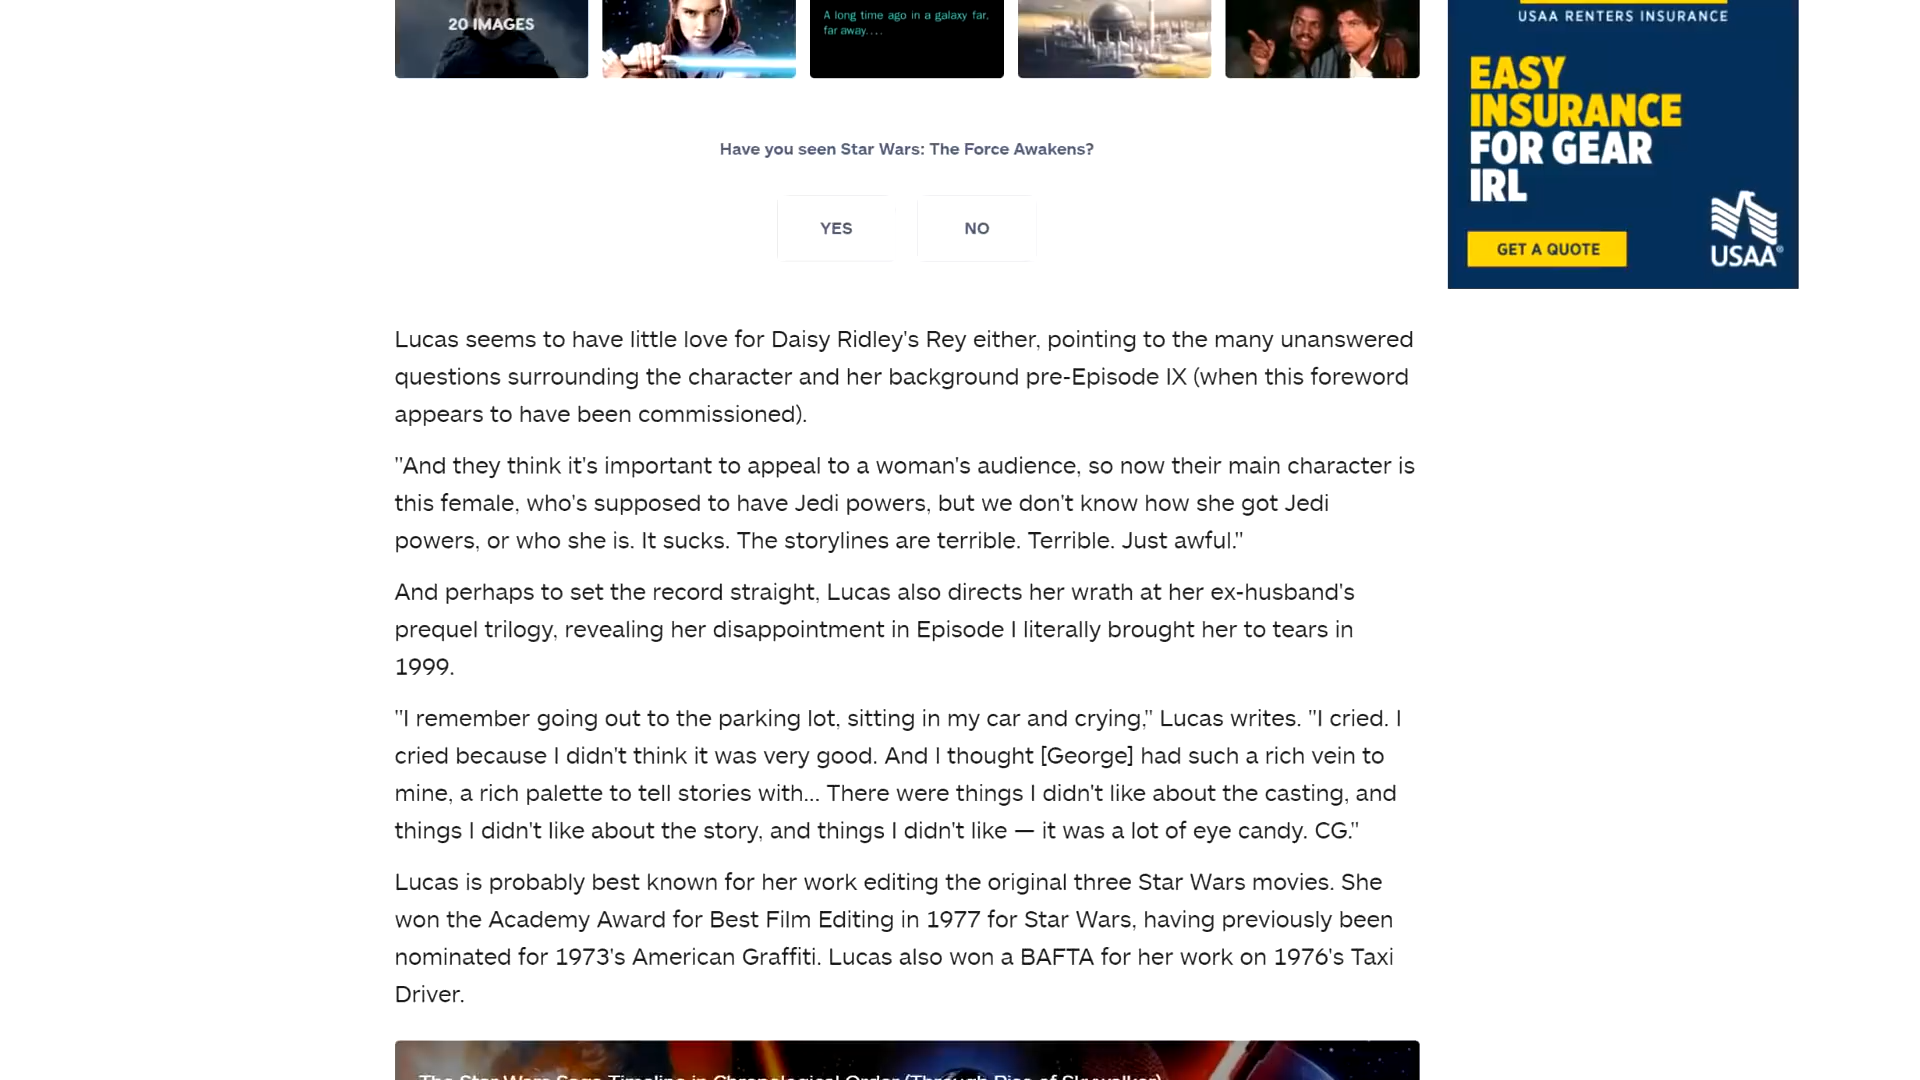 20 IMAGES
A long time ago in a galaxy far,
far away....
USAA RENTERS INSURANCE
EASY
INSURANCE
FOR GEAR
IRL
GET A QUOTE
USAA®
Have you seen Star Wars: The Force Awakens?
YES
NO
Lucas seems to have little love for Daisy Ridley's Rey either, pointing to the many unanswered
questions surrounding the character and her background pre-Episode IX (when this foreword
appears to have been commissioned).
"And they think it's important to appeal to a woman's audience, so now their main character is
this female, who's supposed to have Jedi powers, but we don't know how she got Jedi
powers, or who she is. It sucks. The storylines are terrible. Terrible. Just awful."
And perhaps to set the record straight, Lucas also directs her wrath at her ex-husband's
prequel trilogy, revealing her disappointment in Episode I literally brought her to tears in
1999.
"I remember going out to the parking lot, sitting in my car and crying," Lucas writes. "I cried. I
cried because I didn't think it was very good. And I thought [George] had such a rich vein to
mine, a rich palette to tell stories with... There were things I didn't like about the casting, and
things I didn't like about the story, and things I didn't like — it was a lot of eye candy. CG."
Lucas is probably best known for her work editing the original three Star Wars movies. She
won the Academy Award for Best Film Editing in 1977 for Star Wars, having previously been
nominated for 1973's American Graffiti. Lucas also won a BAFTA for her work on 1976's Taxi
Driver.
The Star Wars Saga Timeline in Chronological Order (Through Rise of Skywalker)